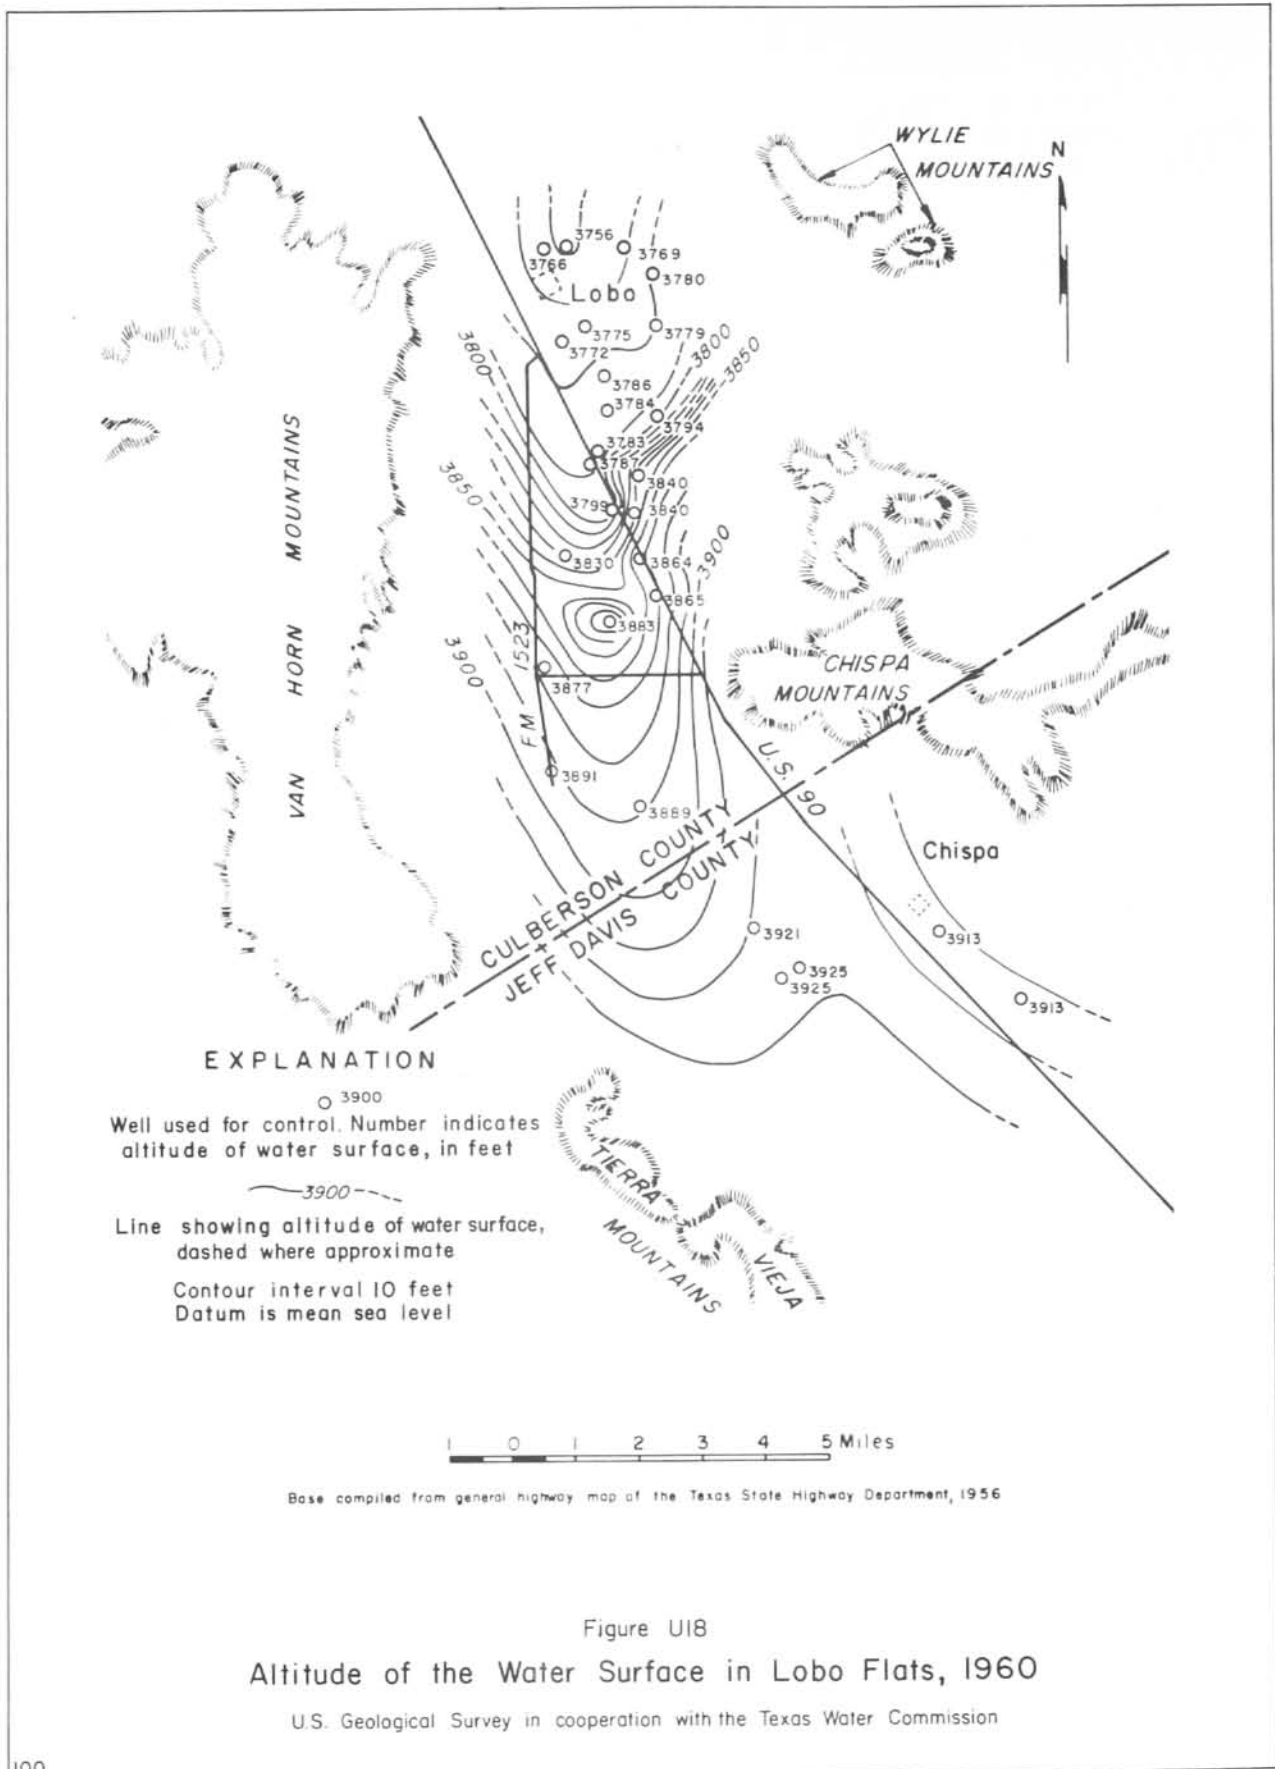 WYLIE
MOUNTAINS
N
3756
3766
3769
3780
Lobo
3775
3779
3772
3800
3800
3850
3786
3784
3794
3783
3787
3840
3850
3799
3840
3830
3864
3900
3865
3883
VAN HORN MOUNTAINS
3900
FM 1523
3877
CHISPA
MOUNTAINS
U.S. 90
3891
3889
CULBERSON COUNTY
JEFF DAVIS COUNTY
Chispa
3921
3913
3925
3925
3913
EXPLANATION
3900
Well used for control. Number indicates
altitude of water surface, in feet
3900
Line showing altitude of water surface,
dashed where approximate
Contour interval 10 feet
Datum is mean sea level
TIERRA
VIEJA
MOUNTAINS
1 0 1 2 3 4 5 Miles
Base compiled from general highway map of the Texas State Highway Department, 1956
Figure U18
Altitude of the Water Surface in Lobo Flats, 1960
U.S. Geological Survey in cooperation with the Texas Water Commission